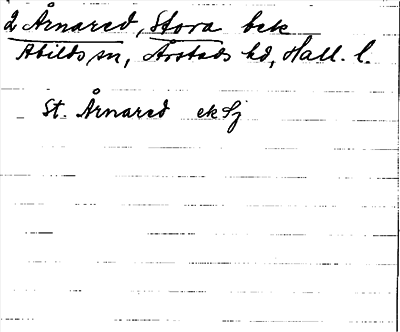 2 Årnared, Stora bek
Abilds sn, Årstads hd, Hall. l.
St. Årnared ek Sj